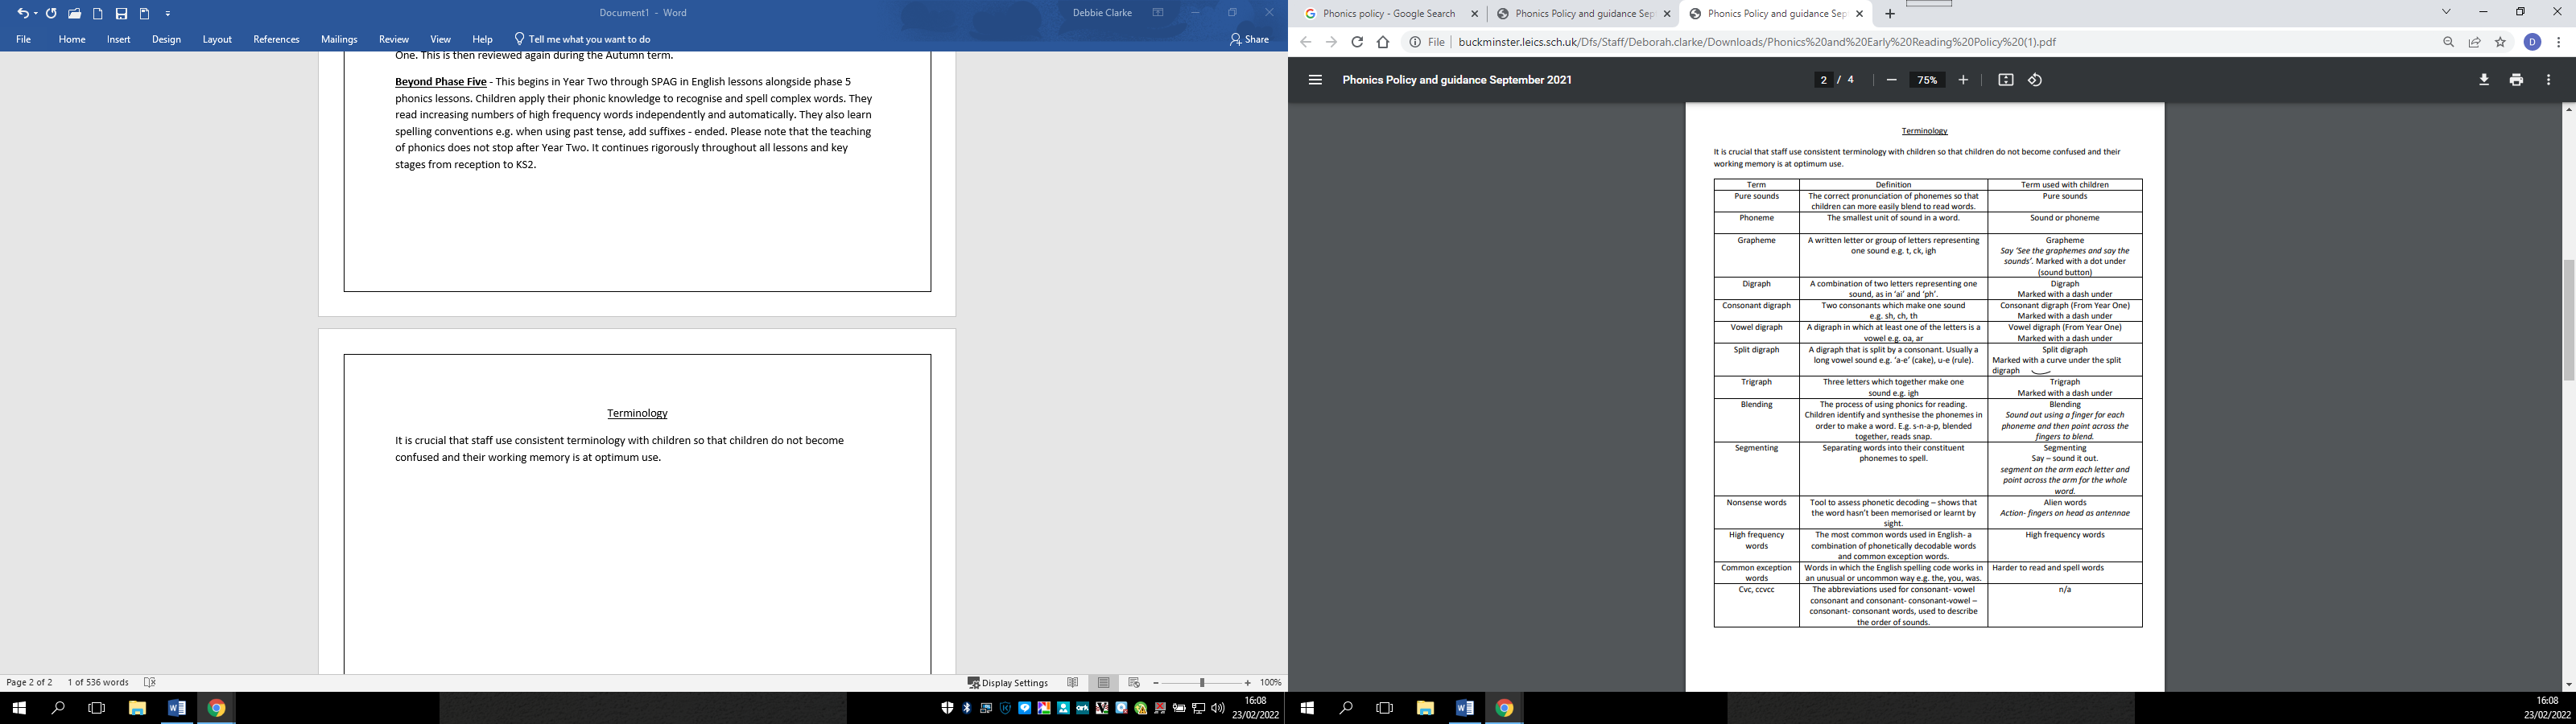 Document1 - Word
Debbie Clarke
File Home Insert Design Layout References Mailings Review View Help Tell me what you want to do Share
One. This is then reviewed again during the Autumn term.
Beyond Phase Five - This begins in Year Two through SPAG in English lessons alongside phase 5
phonics lessons. Children apply their phonic knowledge to recognise and spell complex words. They
read increasing numbers of high frequency words independently and automatically. They also learn
spelling conventions e.g. when using past tense, add suffixes - ended. Please note that the teaching
of phonics does not stop after Year Two. It continues rigorously throughout all lessons and key
stages from reception to KS2.
Terminology
It is crucial that staff use consistent terminology with children so that children do not become
confused and their working memory is at optimum use.
Page 2 of 2 1 of 536 words
Display Settings
100%
16:08
23/02/2022
Phonics policy - Google Search
Phonics Policy and guidance Sep
Phonics Policy and guidance Sep
File buckminster.leics.sch.uk/Dfs/Staff/Deborah.clarke/Downloads/Phonics%20and%20Early%20Reading%20Policy%20(1).pdf
D
Phonics Policy and guidance September 2021
2 / 4
75%
Terminology
It is crucial that staff use consistent terminology with children so that children do not become confused and their
working memory is at optimum use.
Term Definition Term used with children
Pure sounds The correct pronunciation of phonemes so that Pure sounds
children can more easily blend to read words.
Phoneme The smallest unit of sound in a word. Sound or phoneme
Grapheme A written letter or group of letters representing Grapheme
one sound e.g. t, ck, igh Say ‘See the graphemes and say the
sounds’. Marked with a dot under
(sound button)
Digraph A combination of two letters representing one Digraph
sound, as in ‘ai’ and ‘ph’. Marked with a dash under
Consonant digraph Two consonants which make one sound Consonant digraph (From Year One)
e.g. sh, ch, th Marked with a dash under
Vowel digraph A digraph in which at least one of the letters is a Vowel digraph (From Year One)
vowel e.g. oa, ar Marked with a dash under
Split digraph A digraph that is split by a consonant. Usually a Split digraph
long vowel sound e.g. ‘a-e’ (cake), u-e (rule). Marked with a curve under the split
digraph
Trigraph Three letters which together make one Trigraph
sound e.g. igh Marked with a dash under
Blending The process of using phonics for reading. Blending
Children identify and synthesise the phonemes in Sound out using a finger for each
order to make a word. E.g. s-n-a-p, blended phoneme and then point across the
together, reads snap. fingers to blend.
Segmenting Separating words into their constituent Segmenting
phonemes to spell. Say – sound it out.
segment on the arm each letter and
point across the arm for the whole
word.
Nonsense words Tool to assess phonetic decoding – shows that Alien words
the word hasn’t been memorised or learnt by Action- fingers on head as antennae
sight.
High frequency The most common words used in English- a High frequency words
words combination of phonetically decodable words
and common exception words.
Common exception Words in which the English spelling code works in Harder to read and spell words
words an unusual or uncommon way e.g. the, you, was.
Cvc, ccvcc The abbreviations used for consonant- vowel n/a
consonant and consonant- consonant-vowel –
consonant- consonant words, used to describe
the order of sounds.
16:08
23/02/2022